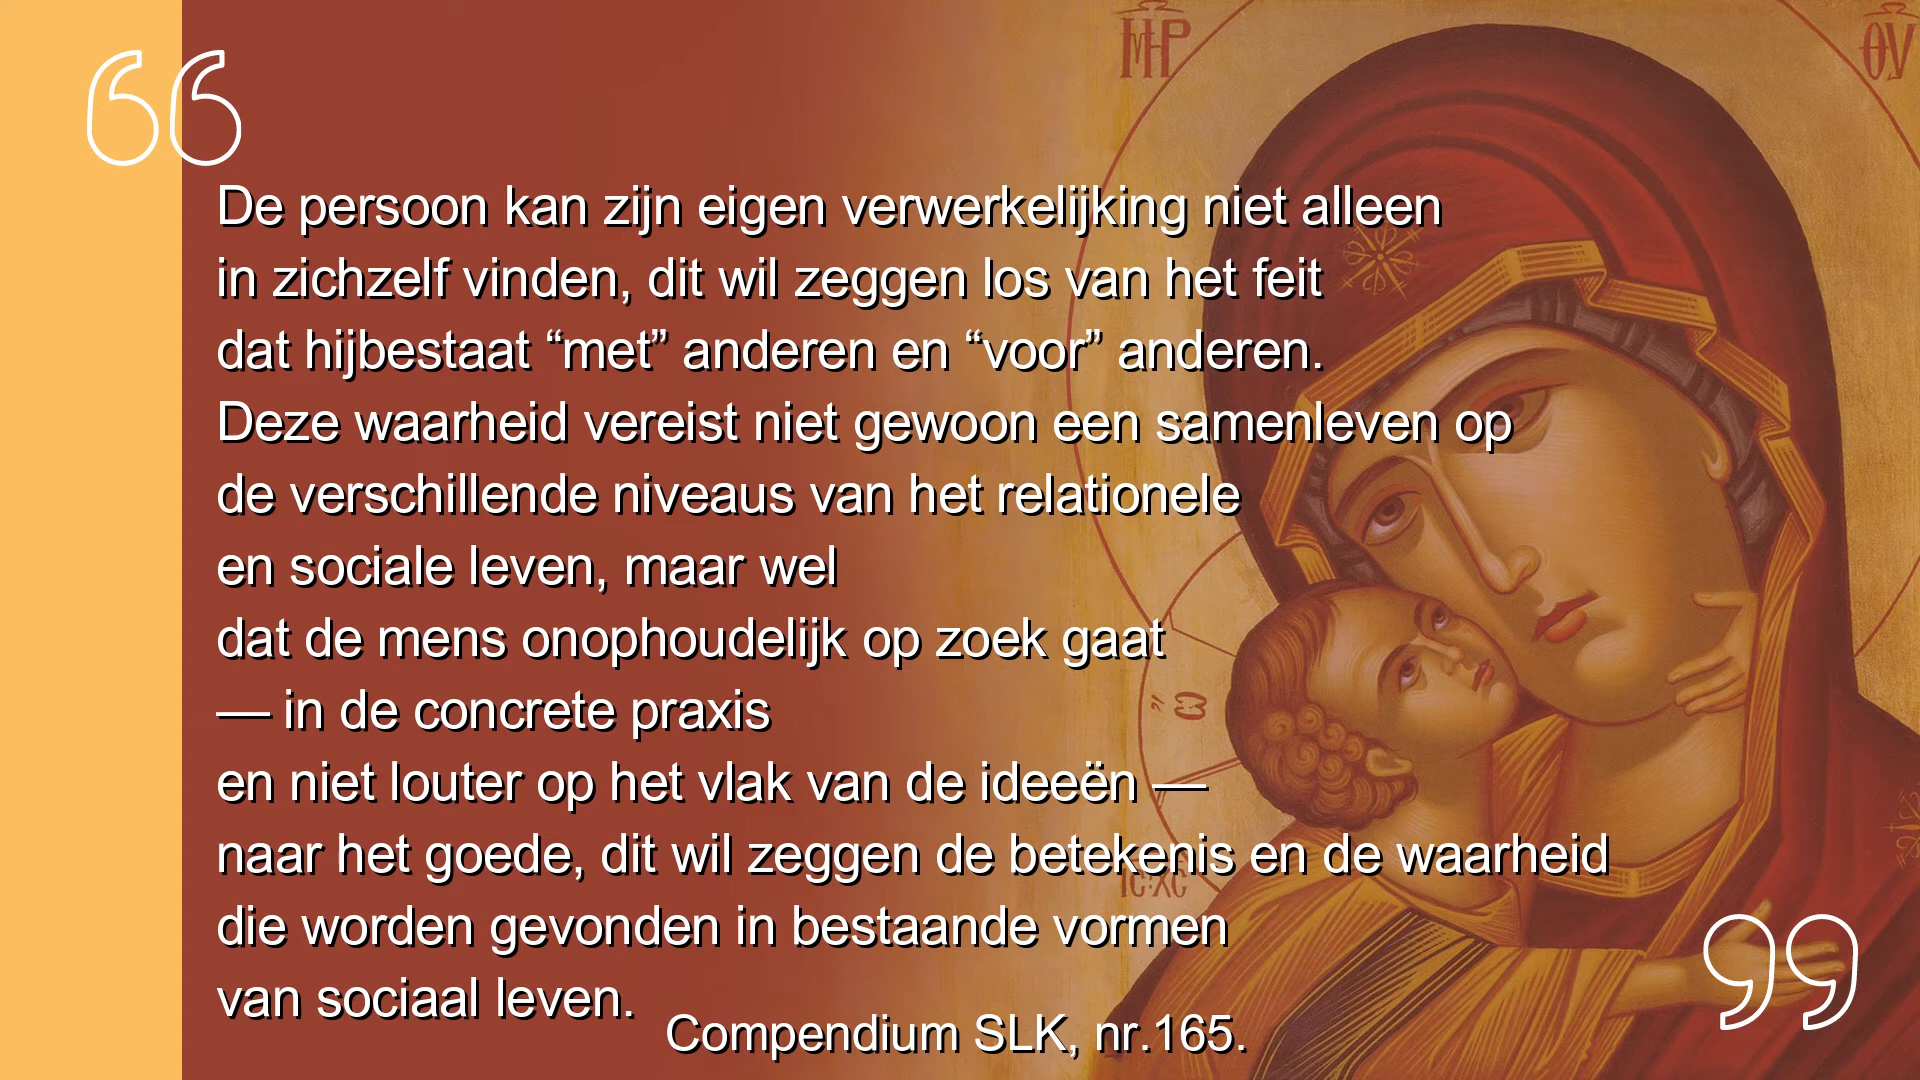 ΜΗΡ ΘΥ
De persoon kan zijn eigen verwerkelijking niet alleen
in zichzelf vinden, dit wil zeggen los van het feit
dat hijbestaat “met” anderen en “voor” anderen.
Deze waarheid vereist niet gewoon een samenleven op
de verschillende niveaus van het relationele
en sociale leven, maar wel
dat de mens onophoudelijk op zoek gaat
— in de concrete praxis
en niet louter op het vlak van de ideeën —
naar het goede, dit wil zeggen de betekenis en de waarheid
die worden gevonden in bestaande vormen
van sociaal leven.
IC XC
Compendium SLK, nr.165.